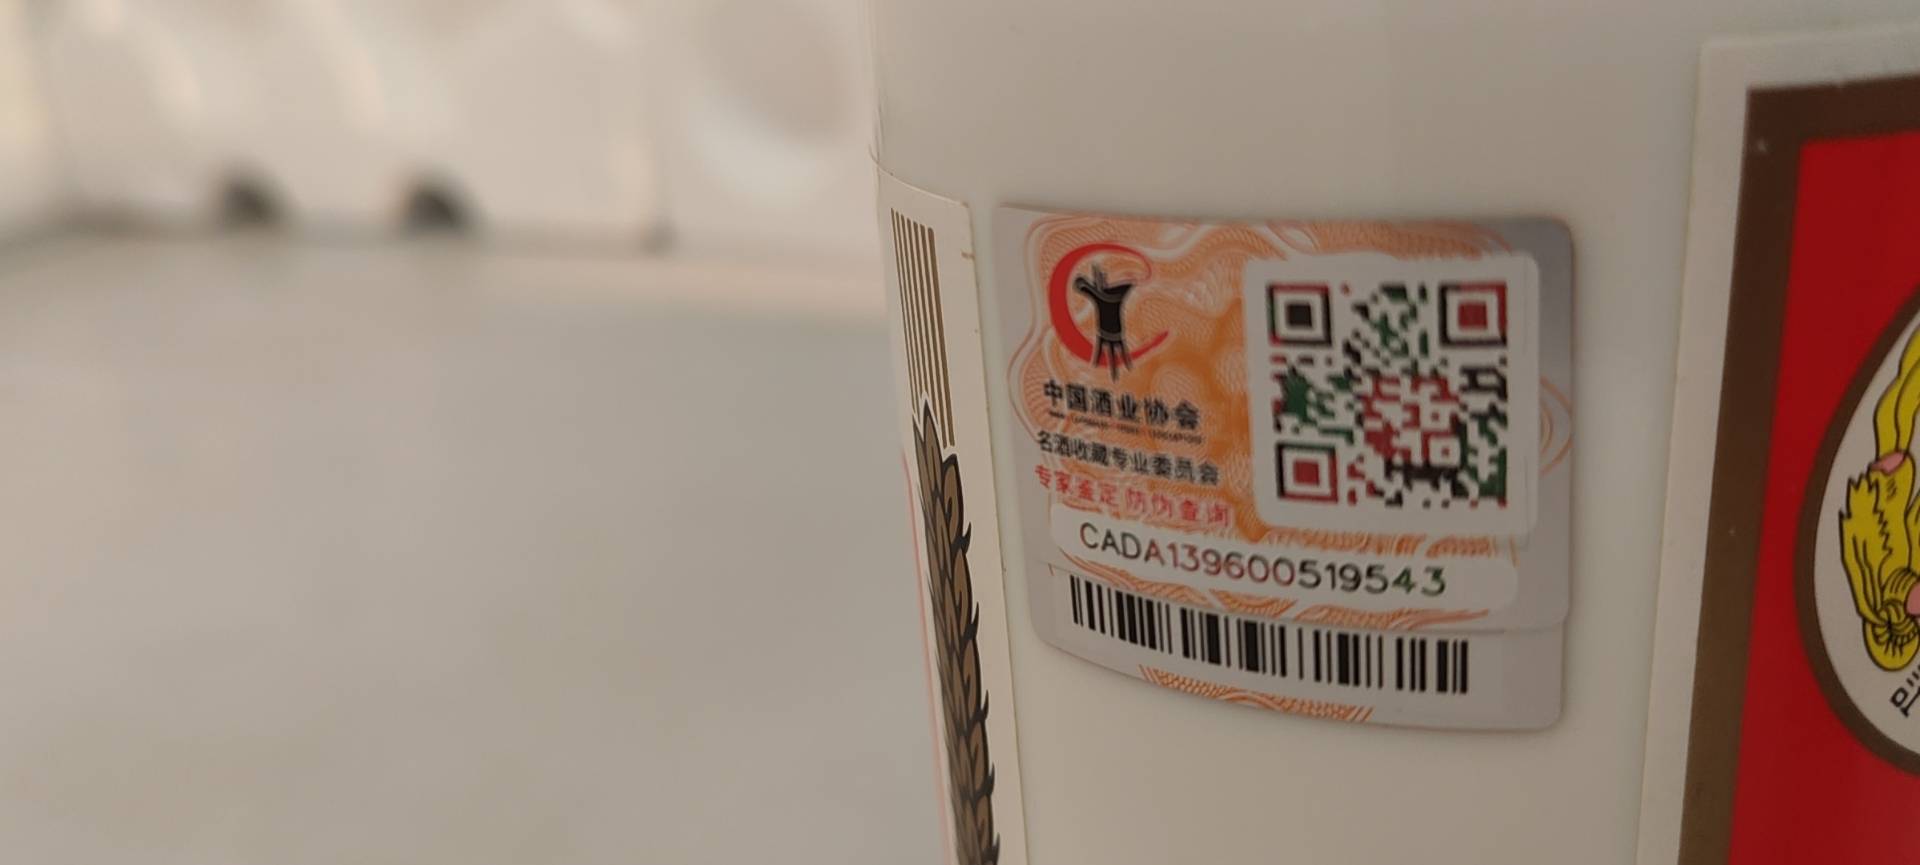 中国酒业协会
名酒收藏专业委员会
专家鉴定 防伪查询
CADA139600519543